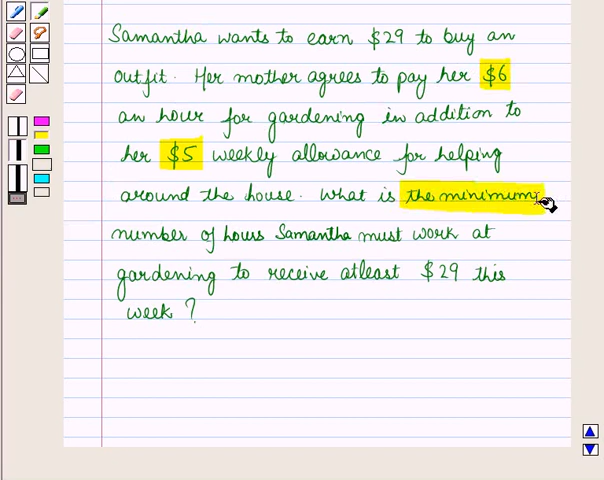 Samantha wants to earn $29 to buy an
outfit. Her mother agrees to pay her $6
an hour for gardening in addition to
her $5 weekly allowance for helping
around the house. What is the minimum
number of hours Samantha must work at
gardening to receive atleast $29 this
week ?